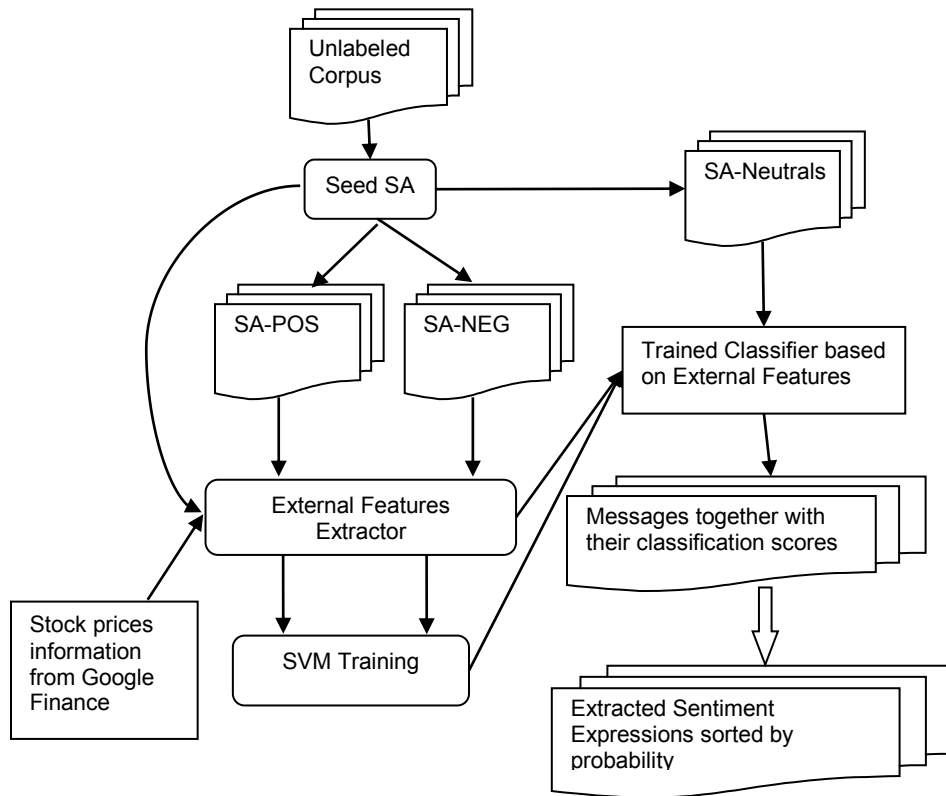 Unlabeled
Corpus
Seed SA
SA-Neutrals
SA-POS
SA-NEG
Trained Classifier based
on External Features
External Features
Extractor
Messages together with
their classification scores
Stock prices
information
from Google
Finance
SVM Training
Extracted Sentiment
Expressions sorted by
probability